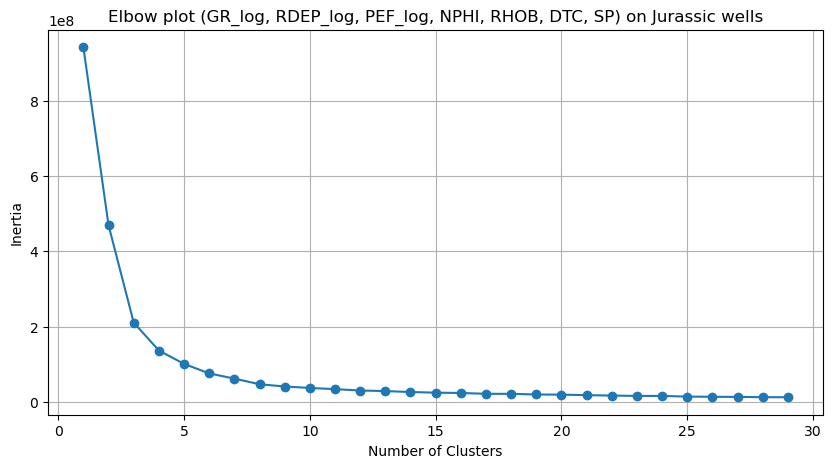 Elbow plot (GR_log, RDEP_log, PEF_log, NPHI, RHOB, DTC, SP) on Jurassic wells
1e8
8
6
4
2
0
Inertia
0 5 10 15 20 25 30
Number of Clusters